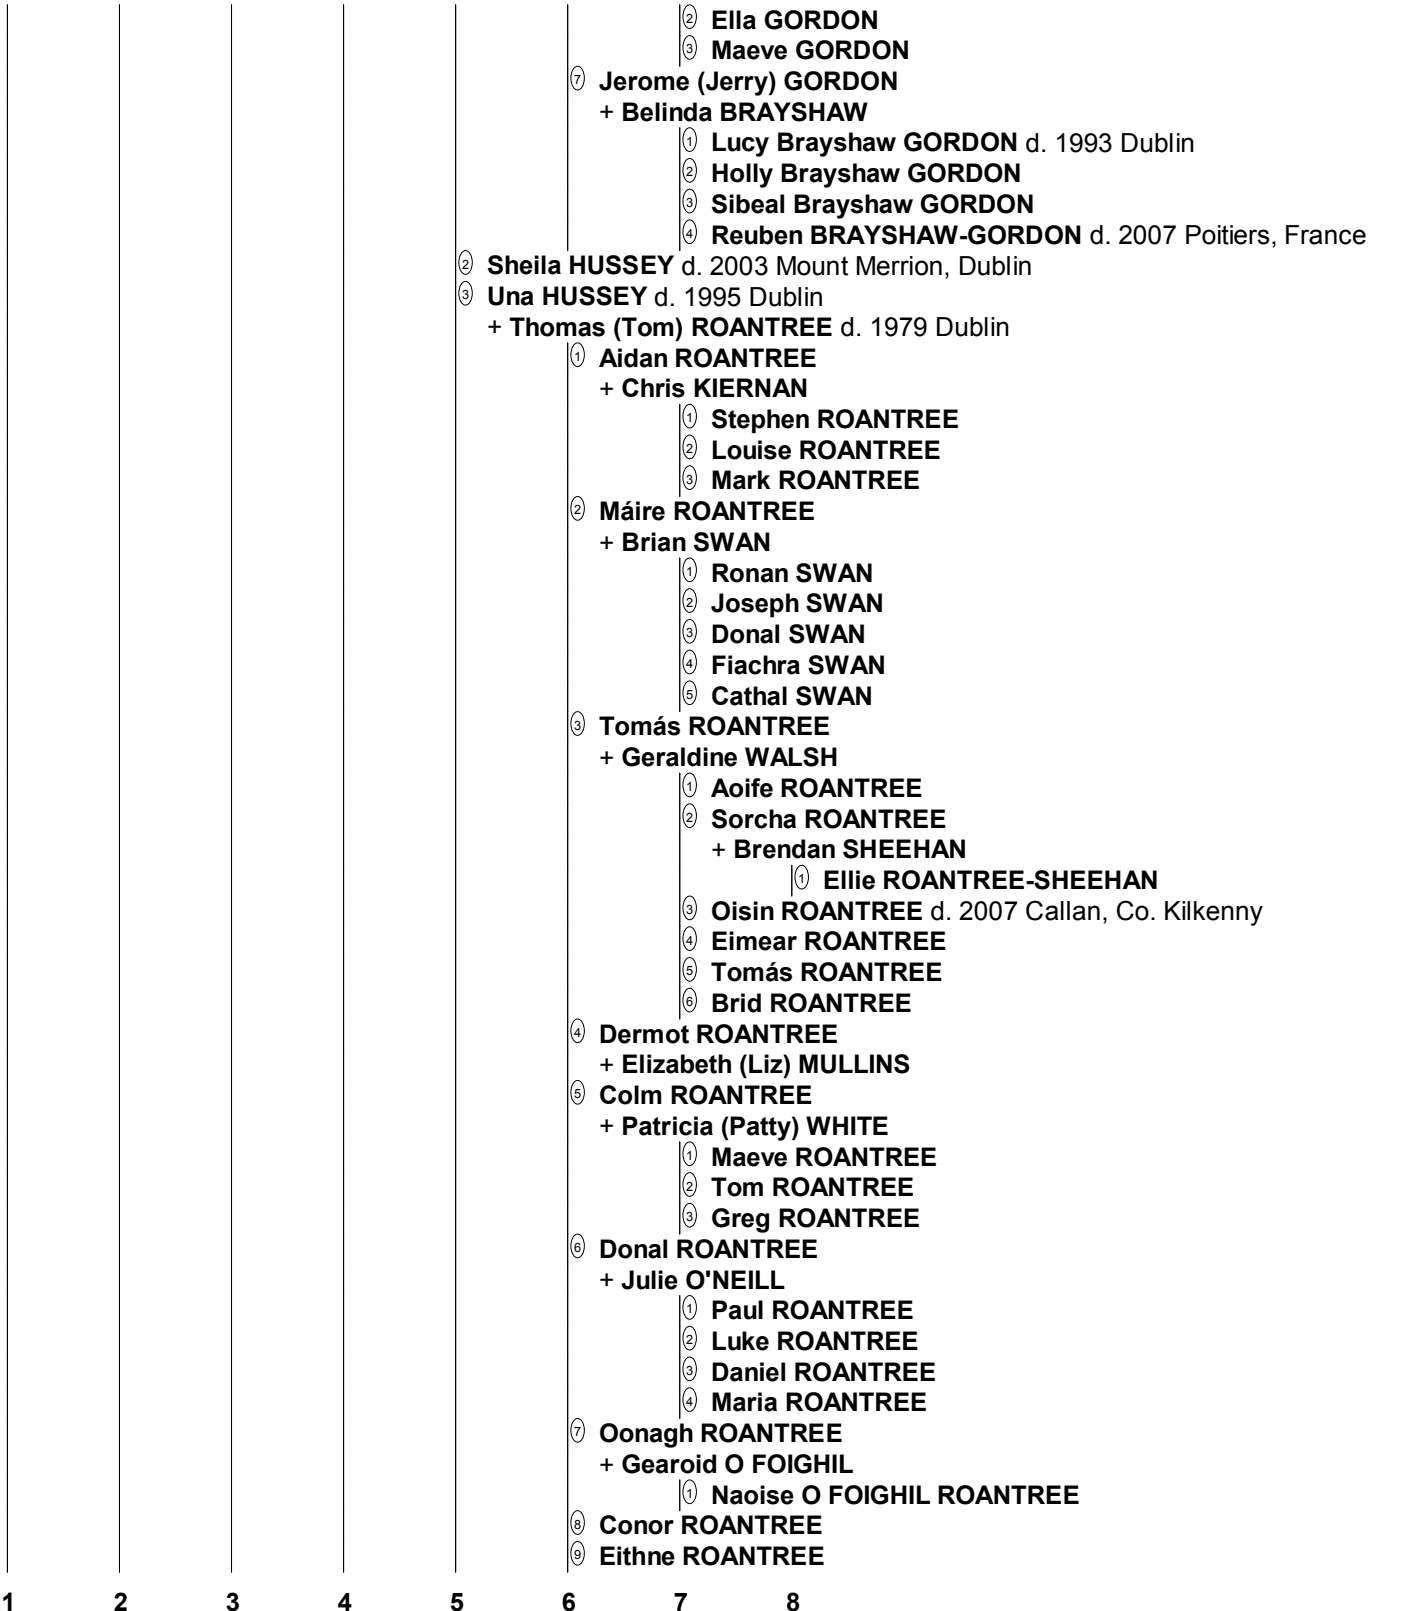 ② Ella GORDON
③ Maeve GORDON
⑦ Jerome (Jerry) GORDON
+ Belinda BRAYSHAW
① Lucy Brayshaw GORDON d. 1993 Dublin
② Holly Brayshaw GORDON
③ Sibeal Brayshaw GORDON
④ Reuben BRAYSHAW-GORDON d. 2007 Poitiers, France
② Sheila HUSSEY d. 2003 Mount Merrion, Dublin
③ Una HUSSEY d. 1995 Dublin
+ Thomas (Tom) ROANTREE d. 1979 Dublin
① Aidan ROANTREE
+ Chris KIERNAN
① Stephen ROANTREE
② Louise ROANTREE
③ Mark ROANTREE
② Máire ROANTREE
+ Brian SWAN
① Ronan SWAN
② Joseph SWAN
③ Donal SWAN
④ Fiachra SWAN
⑤ Cathal SWAN
③ Tomás ROANTREE
+ Geraldine WALSH
① Aoife ROANTREE
② Sorcha ROANTREE
+ Brendan SHEEHAN
① Ellie ROANTREE-SHEEHAN
③ Oisin ROANTREE d. 2007 Callan, Co. Kilkenny
④ Eimear ROANTREE
⑤ Tomás ROANTREE
⑥ Brid ROANTREE
④ Dermot ROANTREE
+ Elizabeth (Liz) MULLINS
⑤ Colm ROANTREE
+ Patricia (Patty) WHITE
① Maeve ROANTREE
② Tom ROANTREE
③ Greg ROANTREE
⑥ Donal ROANTREE
+ Julie O'NEILL
① Paul ROANTREE
② Luke ROANTREE
③ Daniel ROANTREE
④ Maria ROANTREE
⑦ Oonagh ROANTREE
+ Gearoid O FOIGHIL
① Naoise O FOIGHIL ROANTREE
⑧ Conor ROANTREE
⑨ Eithne ROANTREE
1 2 3 4 5 6 7 8